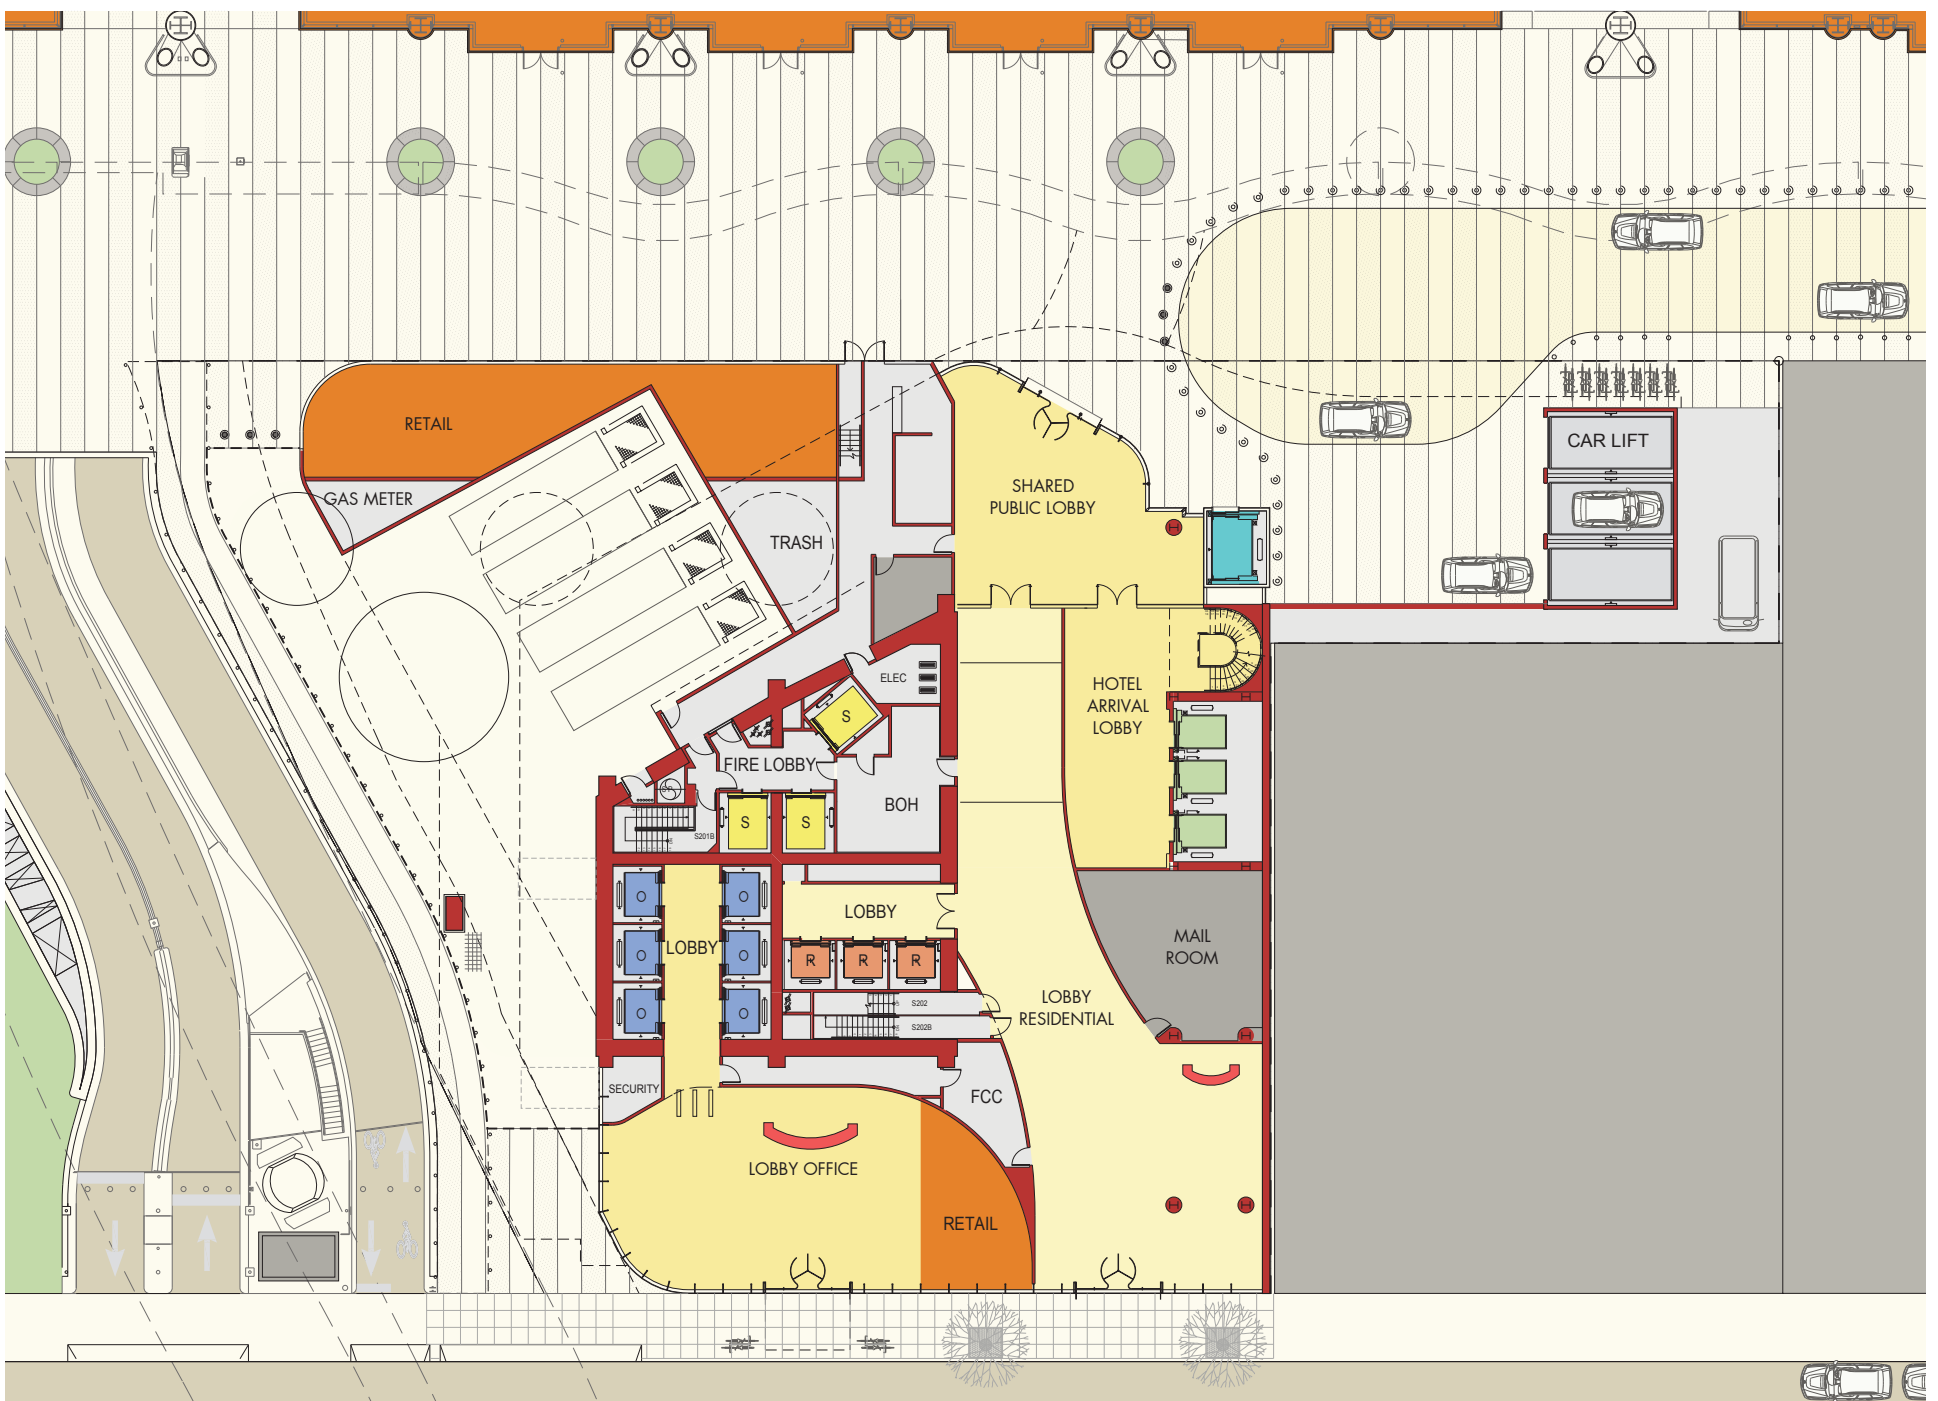 RETAIL
CAR LIFT
GAS METER
SHARED
PUBLIC LOBBY
TRASH
ELEC
HOTEL
ARRIVAL
LOBBY
S
FIRE LOBBY
BOH
S
S
S201B
O
O
LOBBY
MAIL
ROOM
LOBBY
O
O
R
R
R
LOBBY
RESIDENTIAL
S202
O
O
S202B
SECURITY
FCC
LOBBY OFFICE
RETAIL